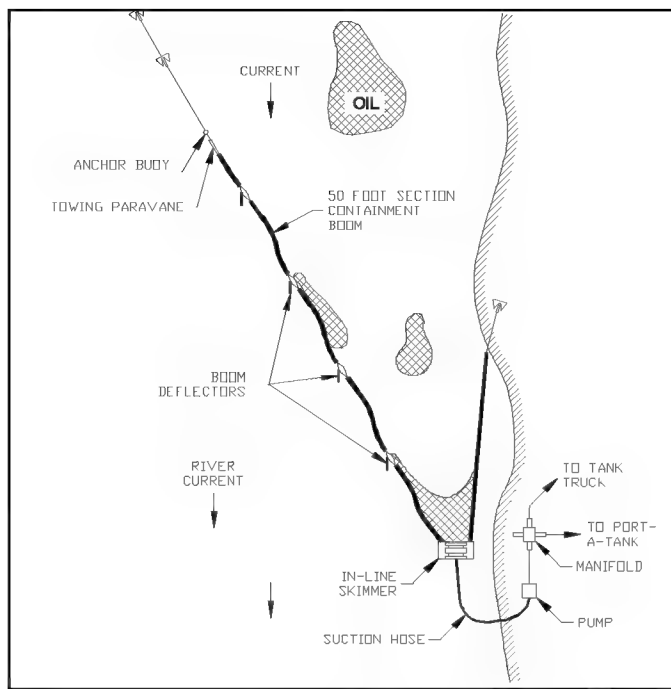 CURRENT
OIL
ANCHOR BUOY
TOWING PARAVANE
50 FOOT SECTION
CONTAINMENT
BOOM
BOOM
DEFLECTORS
RIVER
CURRENT
TO TANK
TRUCK
TO PORT-
A-TANK
MANIFOLD
IN-LINE
SKIMMER
PUMP
SUCTION HOSE